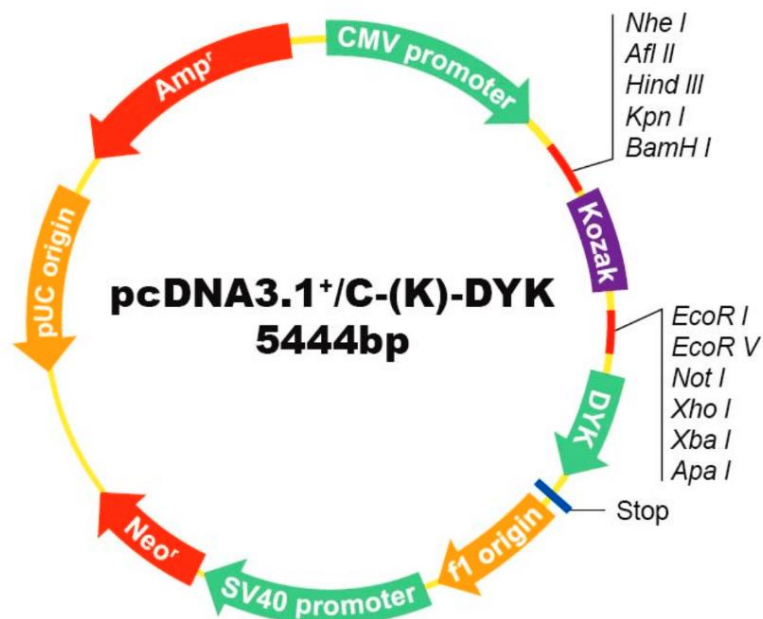 CMV promoter
Nhe I
Afl II
Hind III
Kpn I
BamH I
Kozak
EcoR I
EcoR V
Not I
Xho I
Xba I
Apa I
DYK
Stop
f1 origin
SV40 promoter
Neoʳ
pUC origin
Ampʳ
pcDNA3.1⁺/C-(K)-DYK
5444bp